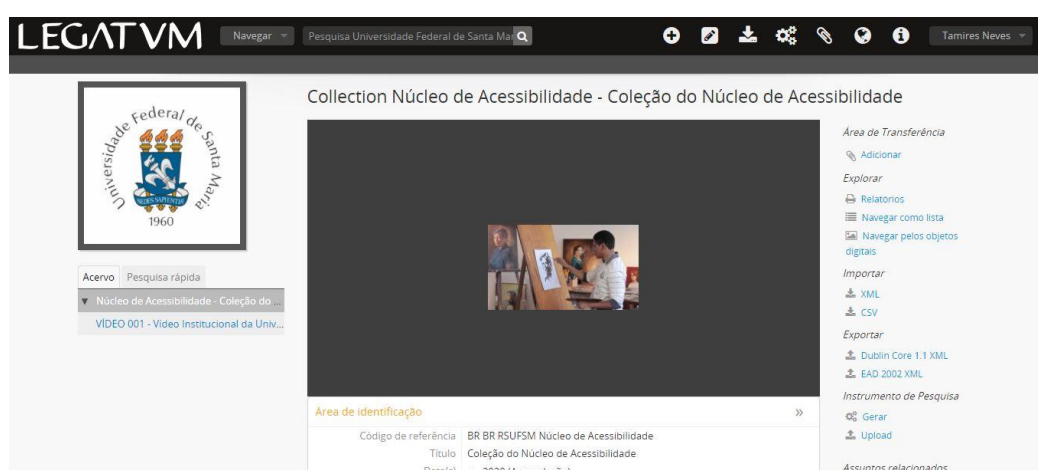 LEGATVM
Navegar
Pesquisa Universidade Federal de Santa Mar
Tamires Neves
Universidade Federal de Santa Maria
SEDES SAPIENTIAE
1960
Acervo
Pesquisa rápida
Núcleo de Acessibilidade - Coleção do ...
VÍDEO 001 - Vídeo Institucional da Univ...
Collection Núcleo de Acessibilidade - Coleção do Núcleo de Acessibilidade
Área de identificação
»
Código de referência BR BR RSUFSM Núcleo de Acessibilidade
Título Coleção do Núcleo de Acessibilidade
Área de Transferência
Adicionar
Explorar
Relatórios
Navegar como lista
Navegar pelos objetos
digitais
Importar
XML
CSV
Exportar
Dublin Core 1.1 XML
EAD 2002 XML
Instrumento de Pesquisa
Gerar
Upload
Assuntos relacionados